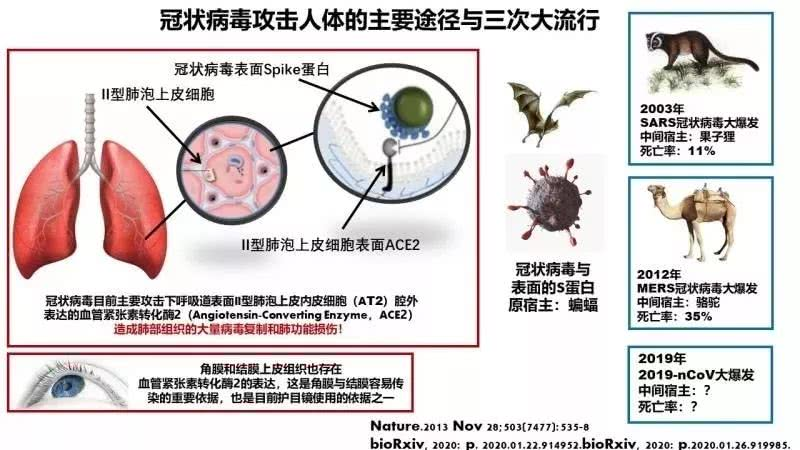 冠状病毒攻击人体的主要途径与三次大流行
冠状病毒表面Spike蛋白
II型肺泡上皮细胞
II型肺泡上皮细胞表面ACE2
冠状病毒目前主要攻击下呼吸道表面II型肺泡上皮内皮细胞（AT2）腔外
表达的血管紧张素转化酶2（Angiotensin-Converting Enzyme，ACE2）
造成肺部组织的大量病毒复制和肺功能损伤！
角膜和结膜上皮组织也存在
血管紧张素转化酶2的表达，这是角膜与结膜容易传
染的重要依据，也是目前护目镜使用的依据之一
冠状病毒与
表面的S蛋白
原宿主：蝙蝠
2003年
SARS冠状病毒大爆发
中间宿主：果子狸
死亡率：11%
2012年
MERS冠状病毒大爆发
中间宿主：骆驼
死亡率：35%
2019年
2019-nCoV大爆发
中间宿主：？
死亡率：？
Nature.2013 Nov 28;503[7477]:535-8
bioRxiv, 2020: p. 2020.01.22.914952.bioRxiv, 2020: p.2020.01.26.919985.